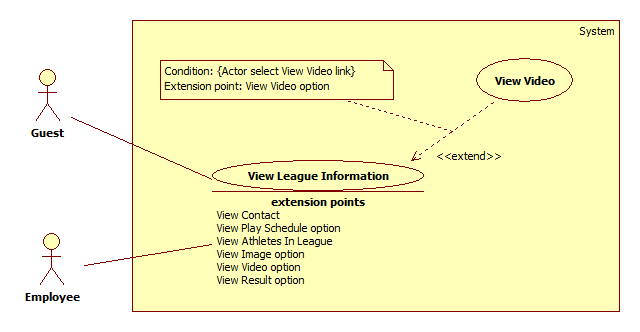 System
Condition: {Actor select View Video link}
Extension point: View Video option
View Video
Guest
<<extend>>
View League Information
extension points
View Contact
View Play Schedule option
View Athletes In League
View Image option
View Video option
View Result option
Employee